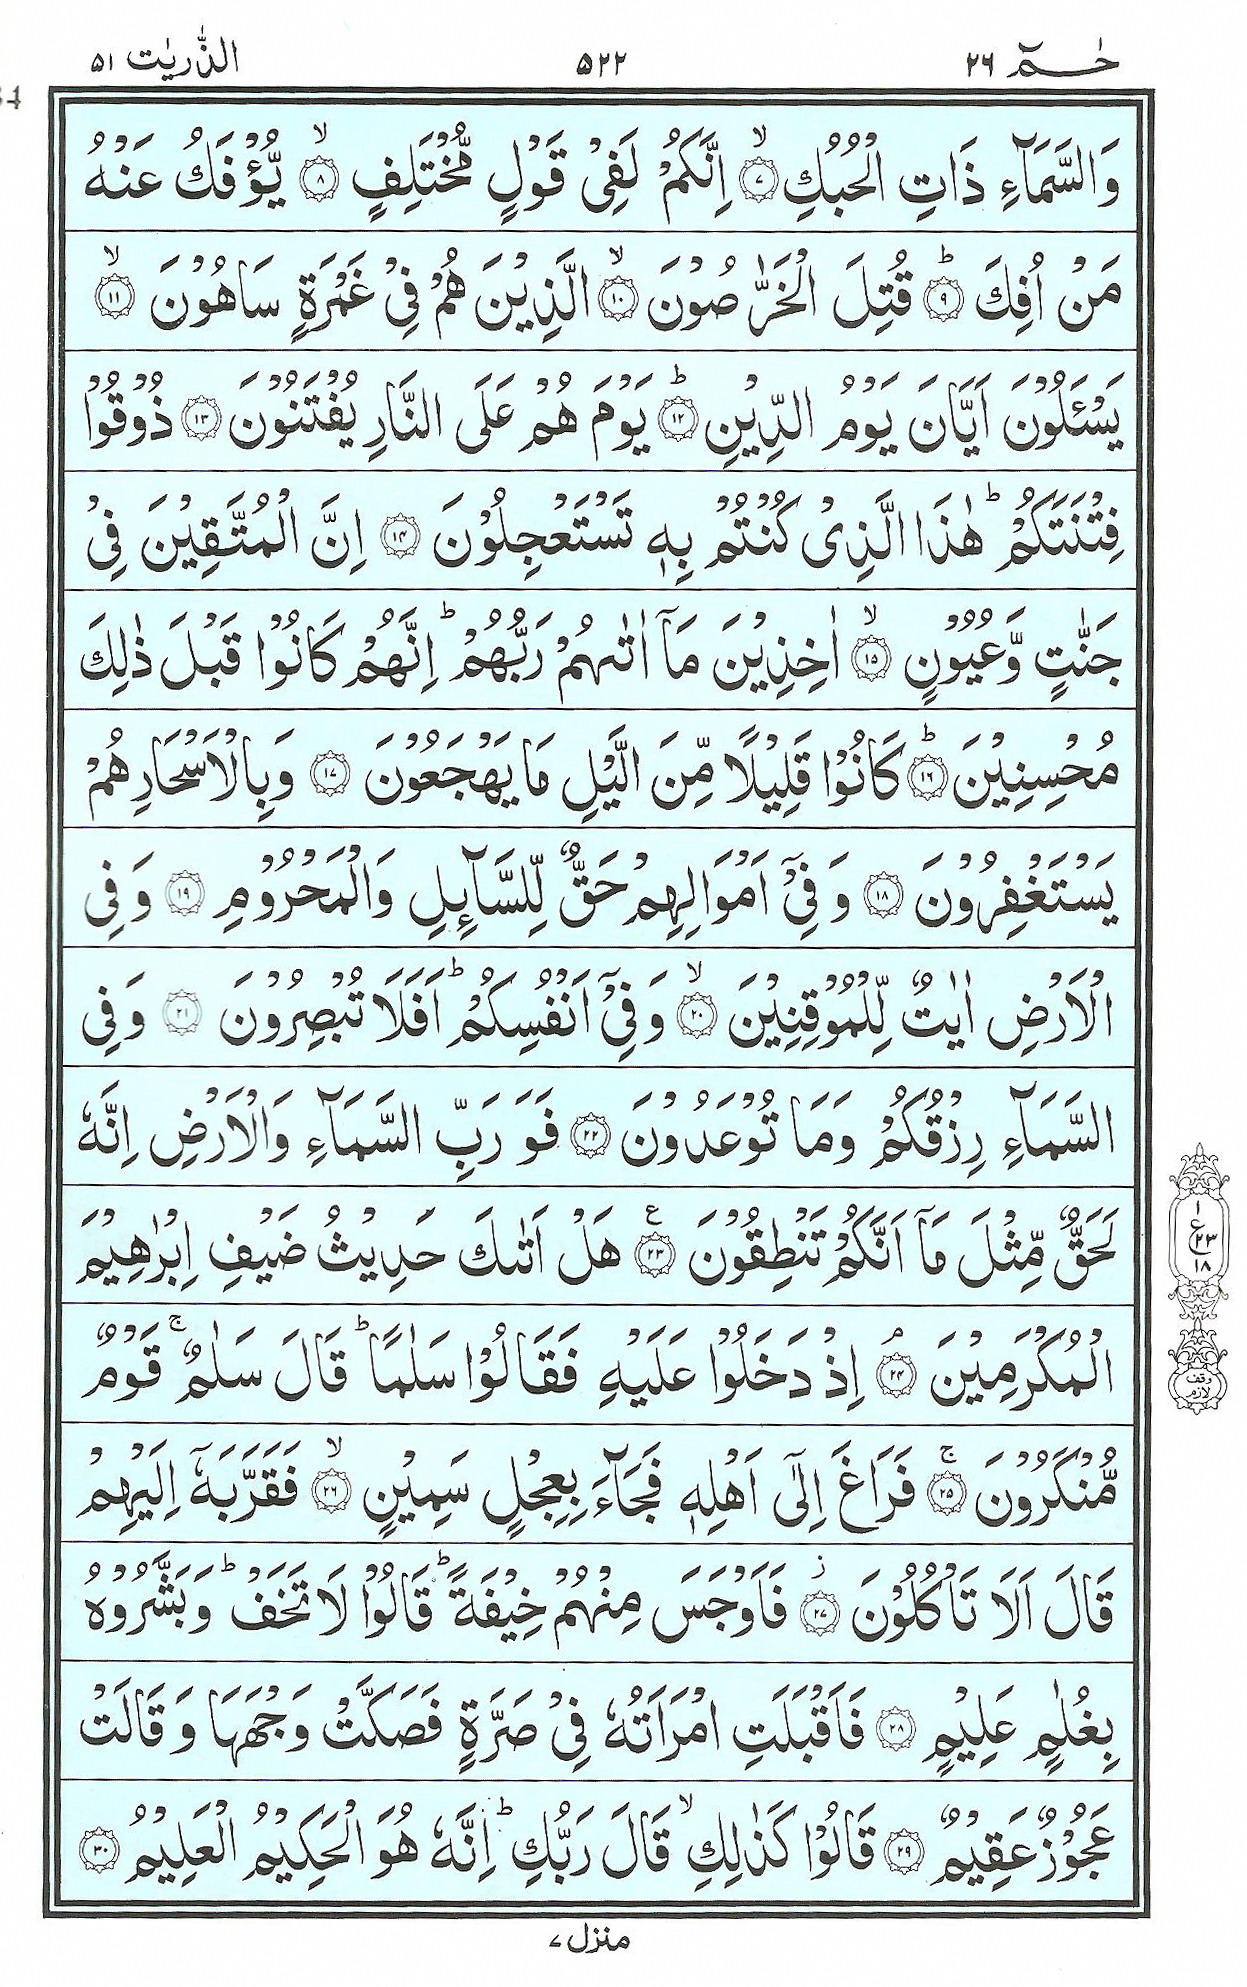 حٰمٓ ٢٦ ٥٢٢ الذّٰريٰت ٥١
وَالسَّمَآءِ ذَاتِ الْحُبُكِ ۙ﴿٧﴾ اِنَّكُمْ لَفِیْ قَوْلٍ مُّخْتَلِفٍ ۙ﴿٨﴾ يُّؤْفَكُ عَنْهُ
مَنْ اُفِكَ ؕ﴿٩﴾ قُتِلَ الْخَرّٰصُوْنَ ۙ﴿١٠﴾ الَّذِيْنَ هُمْ فِیْ غَمْرَةٍ سَاهُوْنَ ۙ﴿١١﴾
يَسْـَٔلُوْنَ اَيَّانَ يَوْمُ الدِّيْنِ ؕ﴿١٢﴾ يَوْمَ هُمْ عَلَی النَّارِ يُفْتَنُوْنَ ﴿١٣﴾ ذُوْقُوْا
فِتْنَتَكُمْ ؕ هٰذَا الَّذِیْ كُنْتُمْ بِهٖ تَسْتَعْجِلُوْنَ ﴿١٤﴾ اِنَّ الْمُتَّقِيْنَ فِیْ
جَنّٰتٍ وَّعُيُوْنٍ ۙ﴿١٥﴾ اٰخِذِيْنَ مَاۤ اٰتٰىهُمْ رَبُّهُمْ ؕ اِنَّهُمْ كَانُوْا قَبْلَ ذٰلِكَ
مُحْسِنِيْنَ ؕ﴿١٦﴾ كَانُوْا قَلِيْلًا مِّنَ الَّيْلِ مَا يَهْجَعُوْنَ ﴿١٧﴾ وَبِالْاَسْحَارِ هُمْ
يَسْتَغْفِرُوْنَ ﴿١٨﴾ وَفِیْۤ اَمْوَالِهِمْ حَقٌّ لِّلسَّآئِلِ وَالْمَحْرُوْمِ ﴿١٩﴾ وَفِی
الْاَرْضِ اٰيٰتٌ لِّلْمُوْقِنِيْنَ ۙ﴿٢٠﴾ وَفِیْۤ اَنْفُسِكُمْ ؕ اَفَلَا تُبْصِرُوْنَ ﴿٢١﴾ وَفِی
السَّمَآءِ رِزْقُكُمْ وَمَا تُوْعَدُوْنَ ﴿٢٢﴾ فَوَرَبِّ السَّمَآءِ وَالْاَرْضِ اِنَّهٗ
لَحَقٌّ مِّثْلَ مَاۤ اَنَّكُمْ تَنْطِقُوْنَ ﴿٢٣﴾ع هَلْ اَتٰىكَ حَدِيْثُ ضَيْفِ اِبْرٰهِيْمَ
الْمُكْرَمِيْنَ ۘ﴿٢٤﴾ اِذْ دَخَلُوْا عَلَيْهِ فَقَالُوْا سَلٰمًا ؕ قَالَ سَلٰمٌ ۚ قَوْمٌ
مُّنْكَرُوْنَ ۚ﴿٢٥﴾ فَرَاغَ اِلٰۤی اَهْلِهٖ فَجَآءَ بِعِجْلٍ سَمِيْنٍ ۙ﴿٢٦﴾ فَقَرَّبَهٗۤ اِلَيْهِمْ
قَالَ اَلَا تَاْكُلُوْنَ ؗ﴿٢٧﴾ فَاَوْجَسَ مِنْهُمْ خِيْفَةً ؕ قَالُوْا لَا تَخَفْ ؕ وَبَشَّرُوْهُ
بِغُلٰمٍ عَلِيْمٍ ﴿٢٨﴾ فَاَقْبَلَتِ امْرَاَتُهٗ فِیْ صَرَّةٍ فَصَكَّتْ وَجْهَهَا وَقَالَتْ
عَجُوْزٌ عَقِيْمٌ ﴿٢٩﴾ قَالُوْا كَذٰلِكِ ۙ قَالَ رَبُّكِ ؕ اِنَّهٗ هُوَ الْحَكِيْمُ الْعَلِيْمُ ﴿٣٠﴾
١
ع ٢٣
١٨
وقف
لازم
منزل ٧